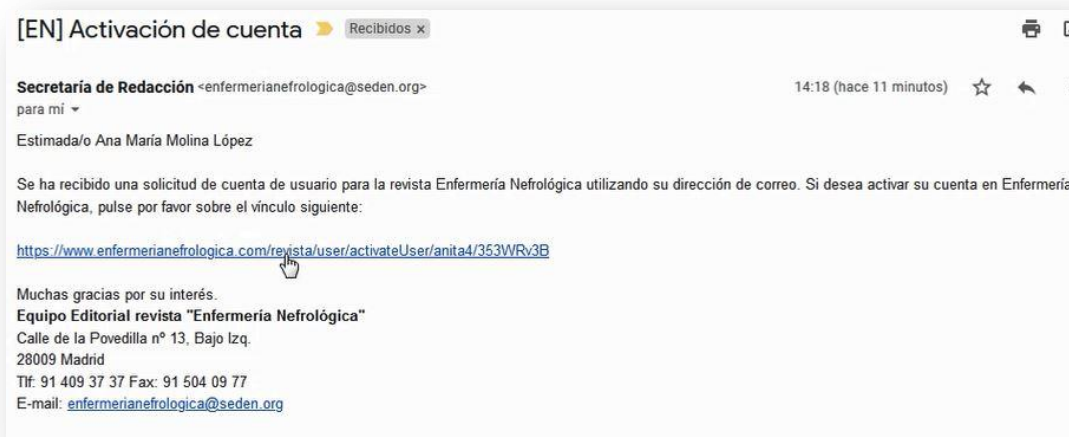 [EN] Activación de cuenta Recibidos x
Secretaría de Redacción <enfermerianefrologica@seden.org> 14:18 (hace 11 minutos)
para mí
Estimada/o Ana María Molina López
Se ha recibido una solicitud de cuenta de usuario para la revista Enfermería Nefrológica utilizando su dirección de correo. Si desea activar su cuenta en Enfermería
Nefrológica, pulse por favor sobre el vínculo siguiente:
https://www.enfermerianefrologica.com/revista/user/activateUser/anita4/353WRv3B
Muchas gracias por su interés.
Equipo Editorial revista "Enfermería Nefrológica"
Calle de la Povedilla nº 13, Bajo Izq.
28009 Madrid
Tlf: 91 409 37 37 Fax: 91 504 09 77
E-mail: enfermerianefrologica@seden.org